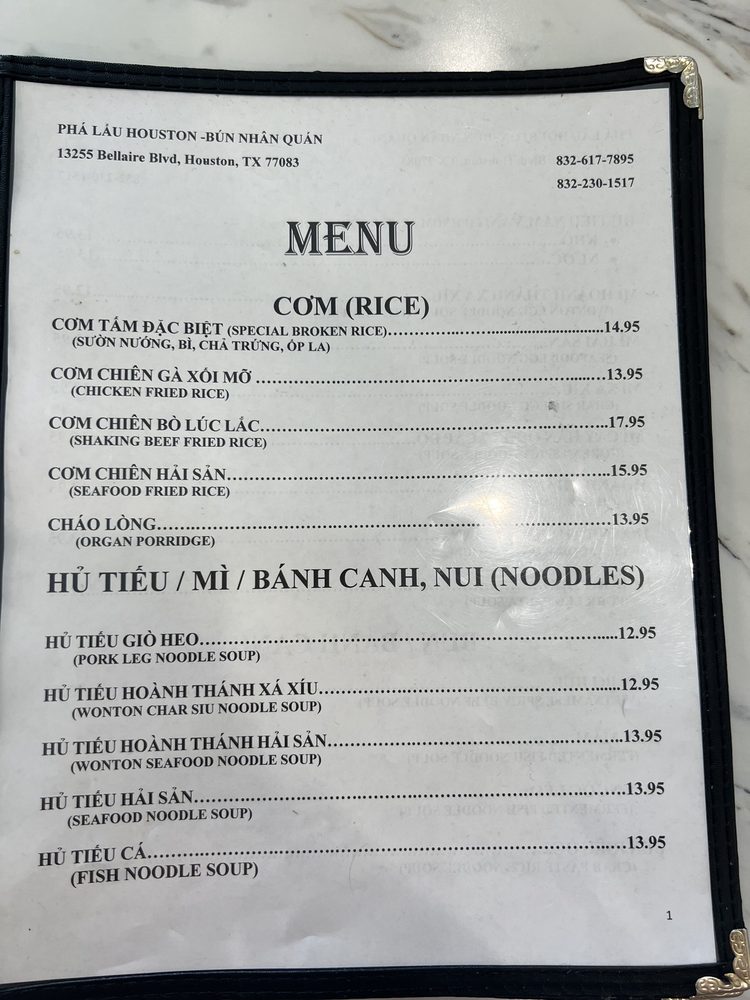 PHÁ LẤU HOUSTON -BÚN NHÂN QUÁN
13255 Bellaire Blvd, Houston, TX 77083
832-617-7895
832-230-1517
MENU
CƠM (RICE)
CƠM TẤM ĐẶC BIỆT (SPECIAL BROKEN RICE)..............................14.95
(SƯỜN NƯỚNG, BÌ, CHẢ TRỨNG, ỐP LA)
CƠM CHIÊN GÀ XỐI MỠ ..............................13.95
(CHICKEN FRIED RICE)
CƠM CHIÊN BÒ LÚC LẮC..............................17.95
(SHAKING BEEF FRIED RICE)
CƠM CHIÊN HẢI SẢN..............................15.95
(SEAFOOD FRIED RICE)
CHÁO LÒNG..............................13.95
(ORGAN PORRIDGE)
HỦ TIẾU / MÌ / BÁNH CANH, NUI (NOODLES)
HỦ TIẾU GIÒ HEO..............................12.95
(PORK LEG NOODLE SOUP)
HỦ TIẾU HOÀNH THÁNH XÁ XÍU..............................12.95
(WONTON CHAR SIU NOODLE SOUP)
HỦ TIẾU HOÀNH THÁNH HẢI SẢN..............................13.95
(WONTON SEAFOOD NOODLE SOUP)
HỦ TIẾU HẢI SẢN..............................13.95
(SEAFOOD NOODLE SOUP)
HỦ TIẾU CÁ..............................13.95
(FISH NOODLE SOUP)
1